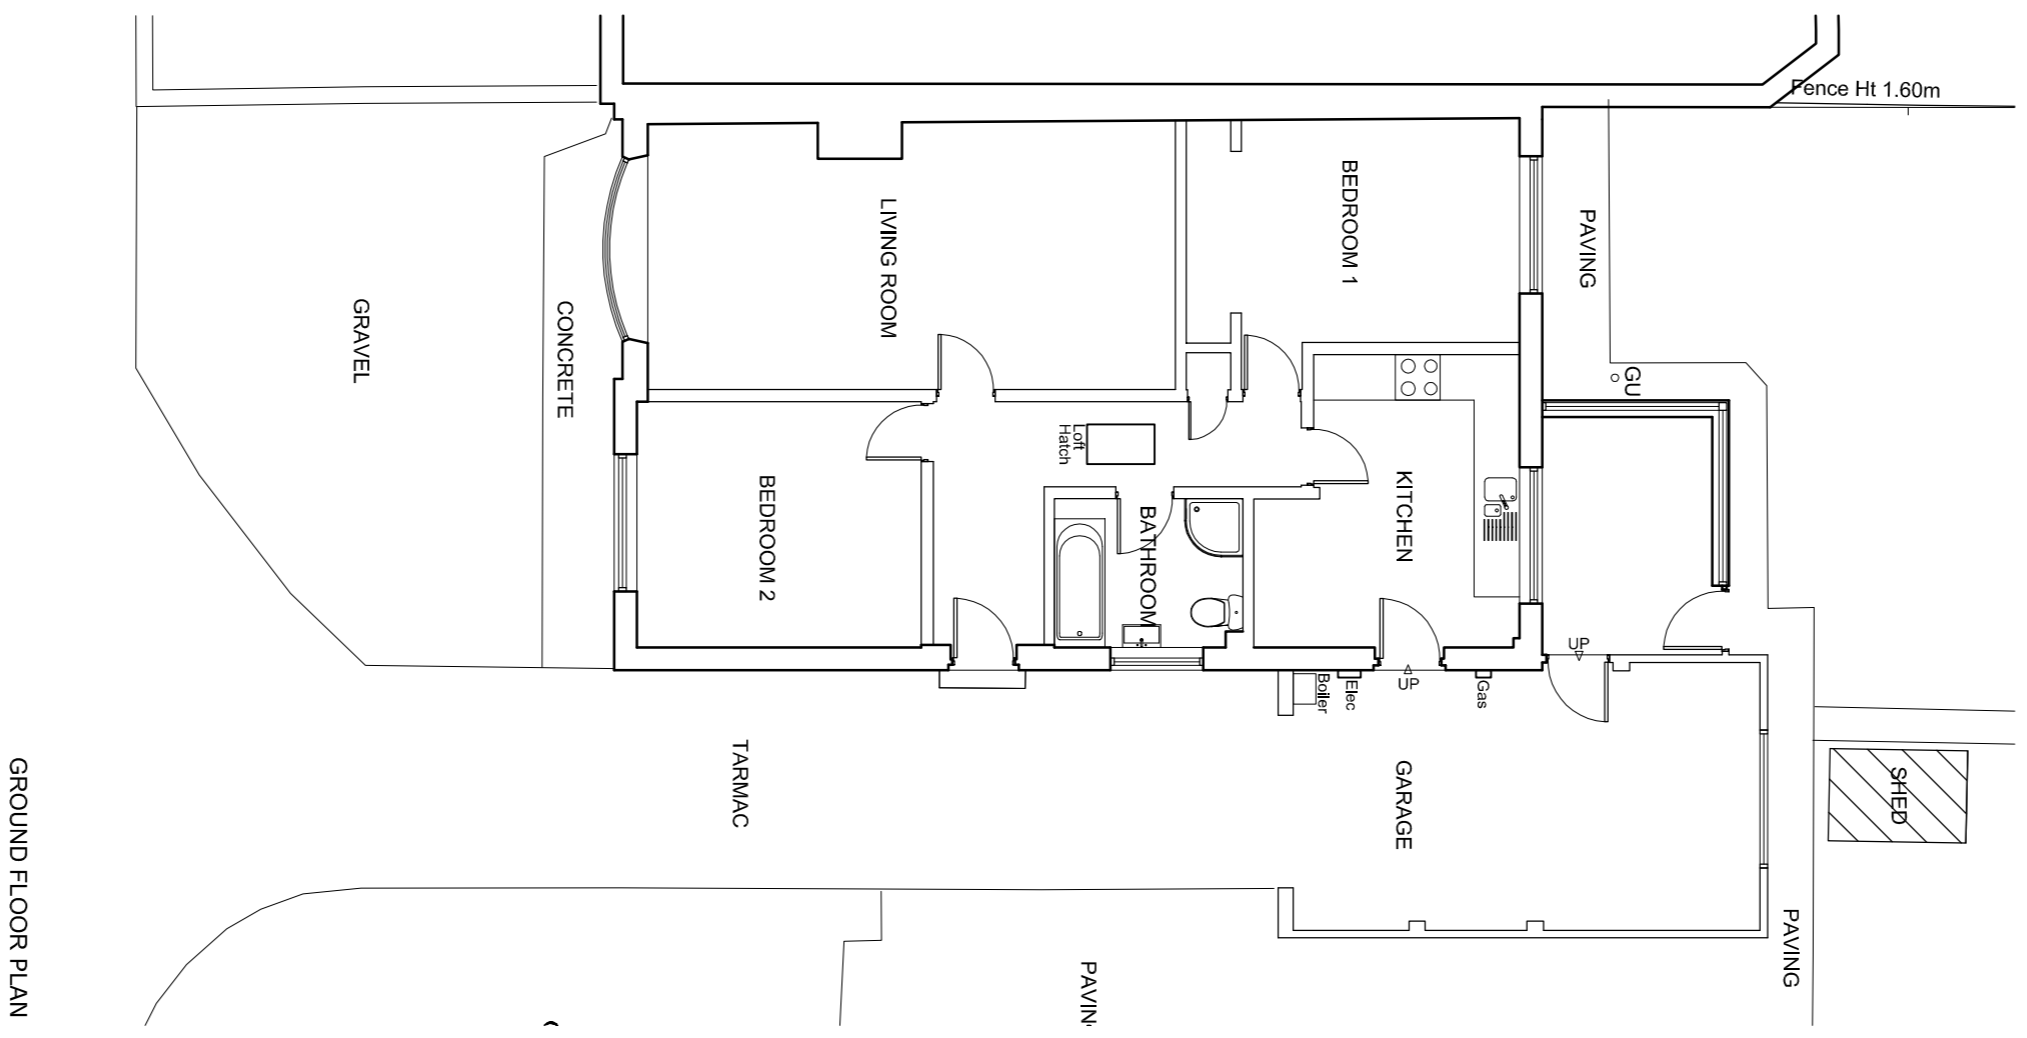 Fence Ht 1.60m
BEDROOM 1
PAVING
LIVING ROOM
GRAVEL
CONCRETE
GU
Loft
Hatch
BEDROOM 2
BATHROOM
KITCHEN
UP
UP
Boiler
Elec
Gas
TARMAC
GARAGE
SHED
GROUND FLOOR PLAN
PAVING
PAVIN